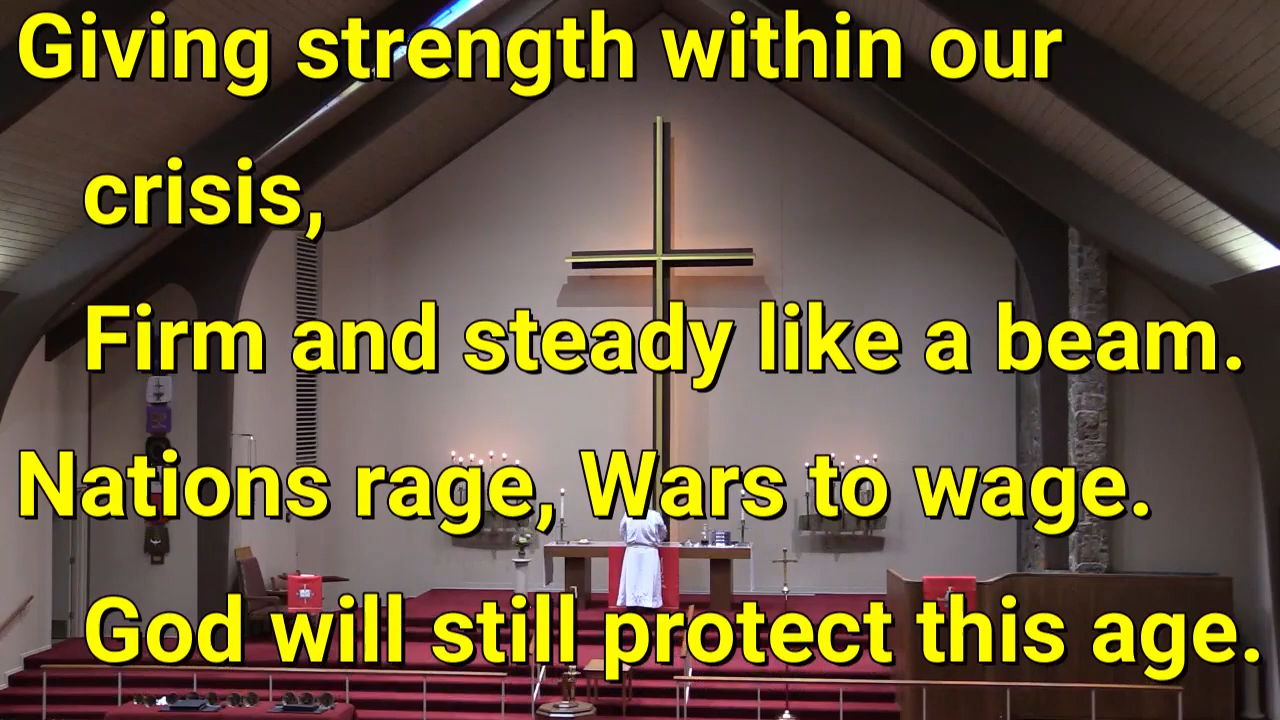 Giving strength within our
crisis,
Firm and steady like a beam.
Nations rage, Wars to wage.
God will still protect this age.